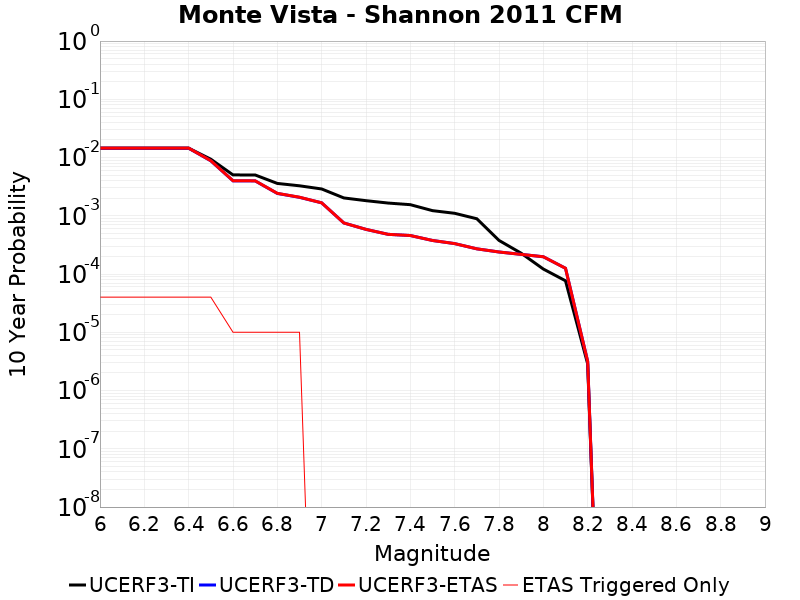 Monte Vista - Shannon 2011 CFM
10 Year Probability
10^0
10^-1
10^-2
10^-3
10^-4
10^-5
10^-6
10^-7
10^-8
6 6.2 6.4 6.6 6.8 7 7.2 7.4 7.6 7.8 8 8.2 8.4 8.6 8.8 9
Magnitude
UCERF3-TI UCERF3-TD UCERF3-ETAS ETAS Triggered Only